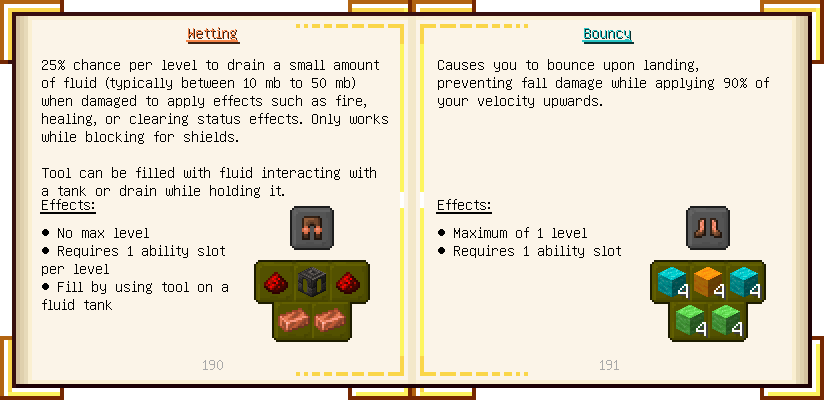 Wetting
25% chance per level to drain a small amount
of fluid (typically between 10 mb to 50 mb)
when damaged to apply effects such as fire,
healing, or clearing status effects. Only works
while blocking for shields.
Tool can be filled with fluid interacting with
a tank or drain while holding it.
Effects:
● No max level
● Requires 1 ability slot
per level
● Fill by using tool on a
fluid tank
190
Bouncy
Causes you to bounce upon landing,
preventing fall damage while applying 90% of
your velocity upwards.
Effects:
● Maximum of 1 level
● Requires 1 ability slot
4 4 4
4 4
191